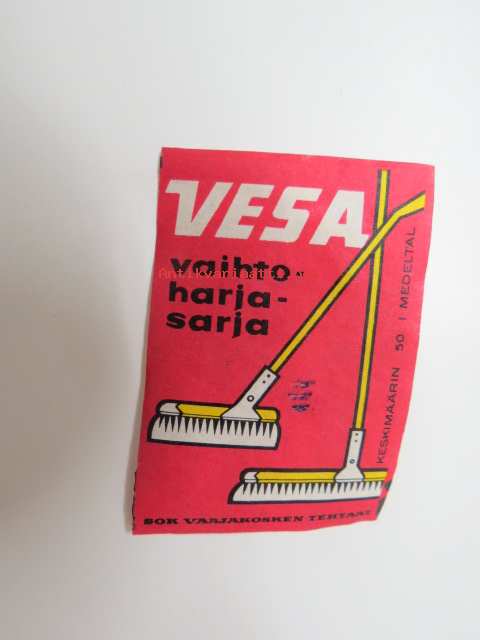 VESA
vaihto
harja-
sarja
KESKIMÄÄRIN 50 I MEDELTAL
SOK VAAJAKOSKEN TEHTAAT